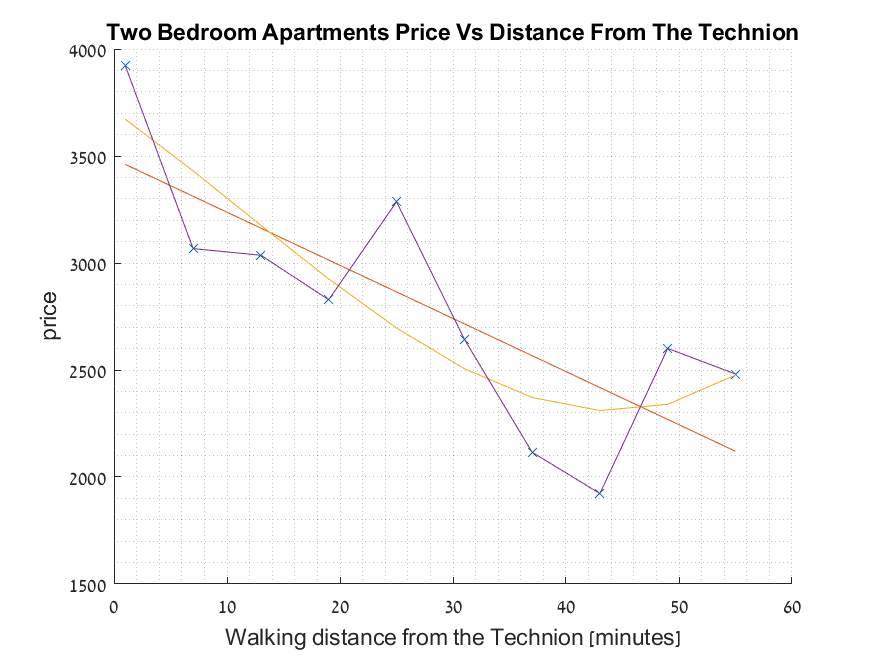 Two Bedroom Apartments Price Vs Distance From The Technion
4000
3500
3000
2500
2000
1500
price
0 10 20 30 40 50 60
Walking distance from the Technion [minutes]